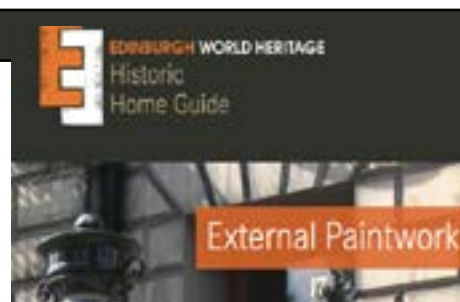 EDINBURGH WORLD HERITAGE
Historic
Home Guide
External Paintwork